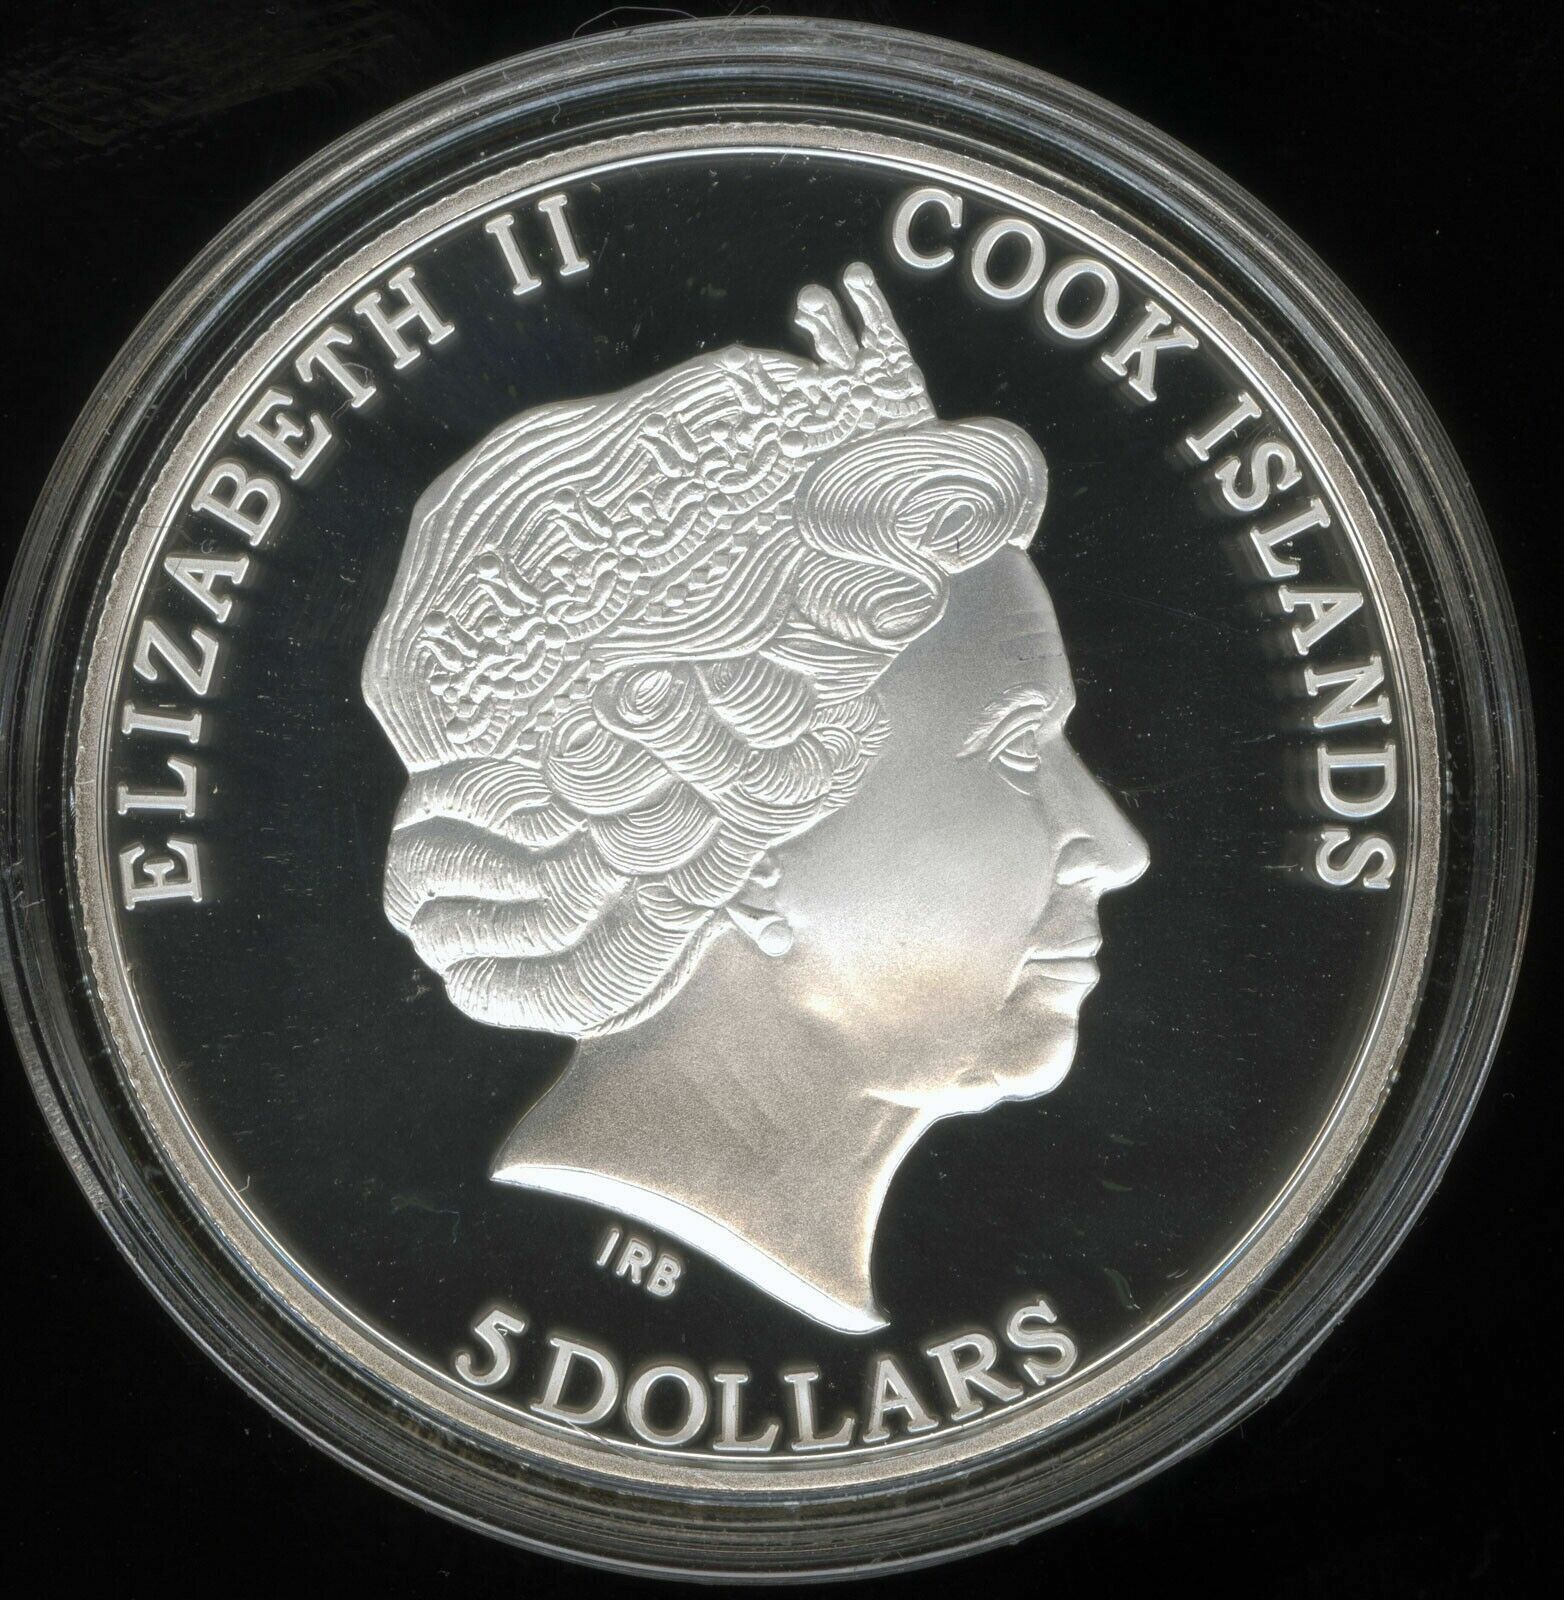 ELIZABETH II
COOK ISLANDS
IRB
5 DOLLARS